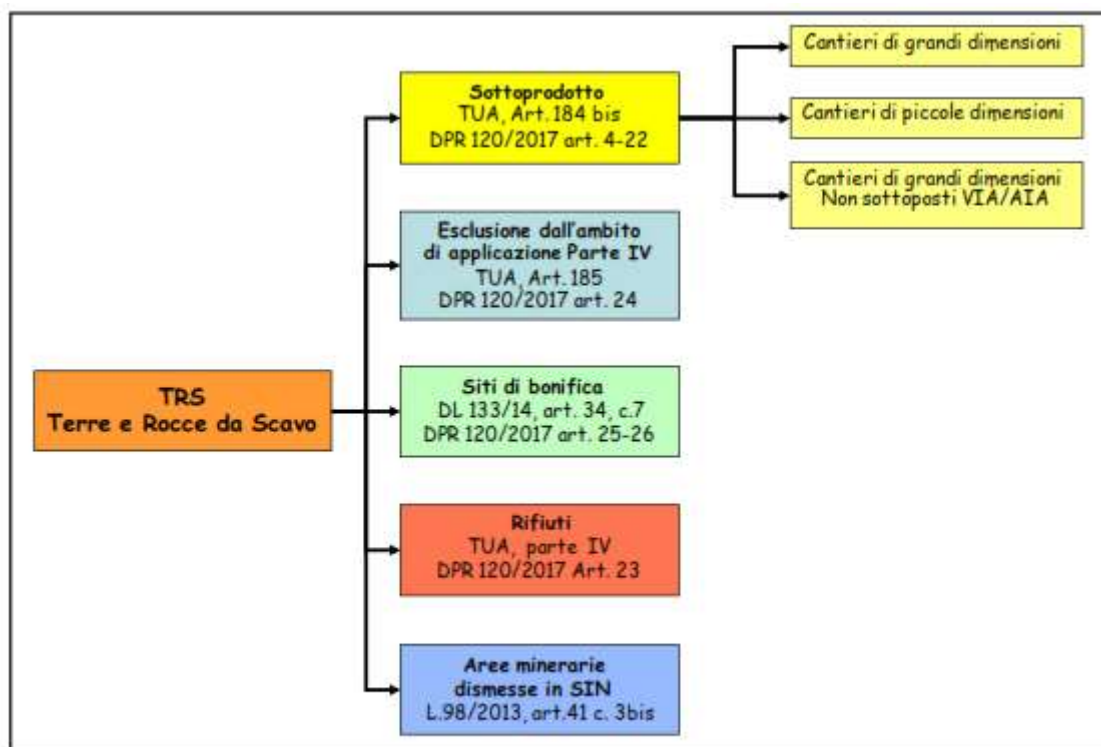 Sottoprodotto
TUA, Art. 184 bis
DPR 120/2017 art. 4-22
Cantieri di grandi dimensioni
Cantieri di piccole dimensioni
Cantieri di grandi dimensioni
Non sottoposti VIA/AIA
Esclusione dall'ambito
di applicazione Parte IV
TUA, Art. 185
DPR 120/2017 art. 24
TRS
Terre e Rocce da Scavo
Siti di bonifica
DL 133/14, art. 34, c.7
DPR 120/2017 art. 25-26
Rifiuti
TUA, parte IV
DPR 120/2017 Art. 23
Aree minerarie
dismesse in SIN
L.98/2013, art.41 c. 3bis